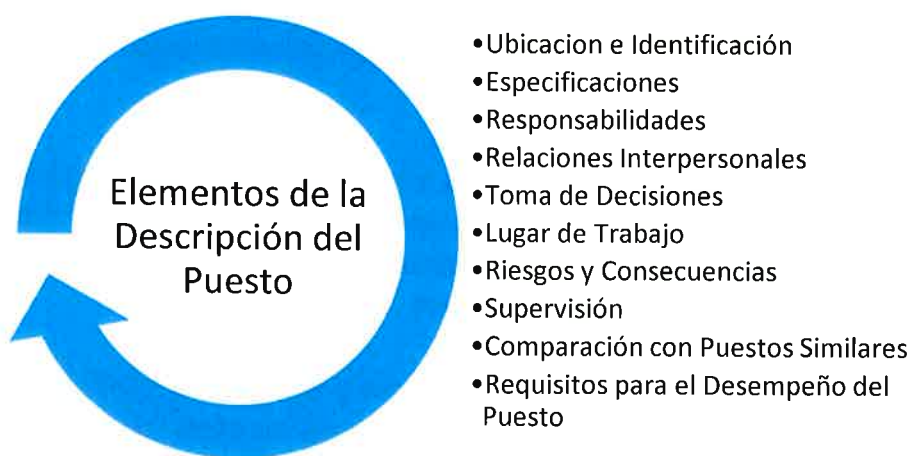 Elementos de la
Descripción del
Puesto
•Ubicacion e Identificación
•Especificaciones
•Responsabilidades
•Relaciones Interpersonales
•Toma de Decisiones
•Lugar de Trabajo
•Riesgos y Consecuencias
•Supervisión
•Comparación con Puestos Similares
•Requisitos para el Desempeño del
Puesto